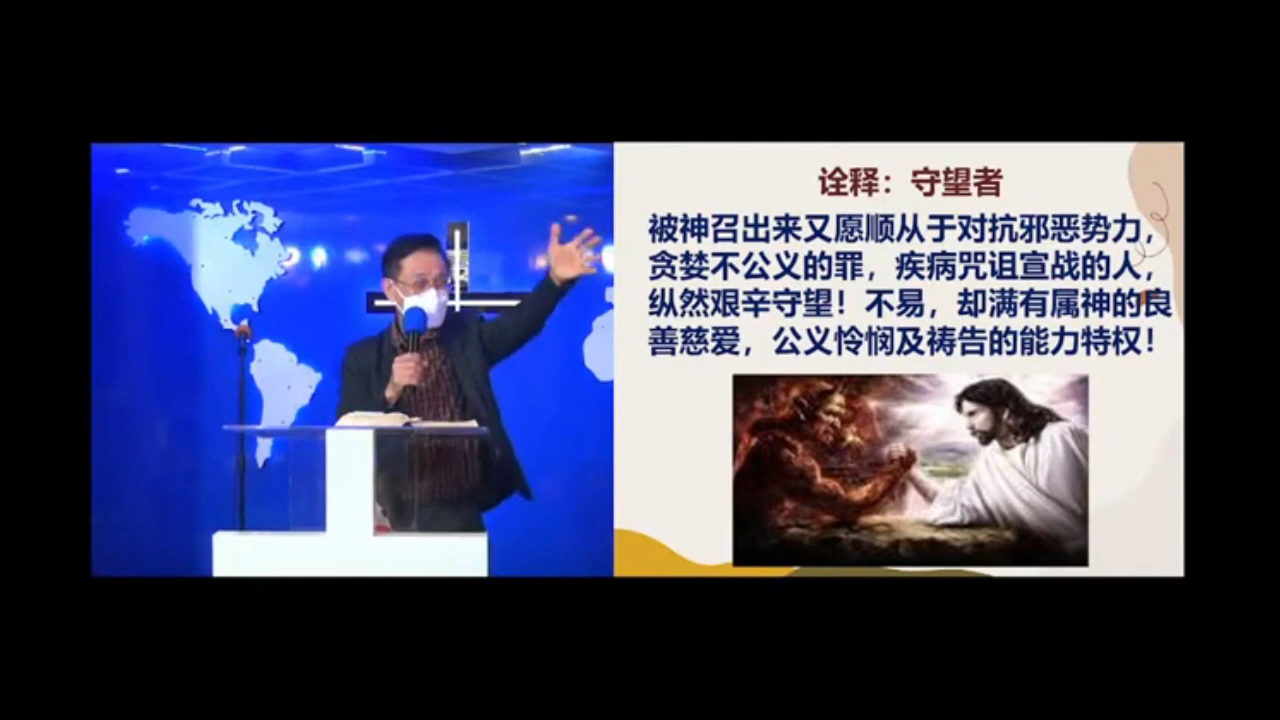 诠释：守望者
被神召出来又愿顺从于对抗邪恶势力，
贪婪不公义的罪，疾病咒诅宣战的人，
纵然艰辛守望！不易，却满有属神的良
善慈爱，公义怜悯及祷告的能力特权！